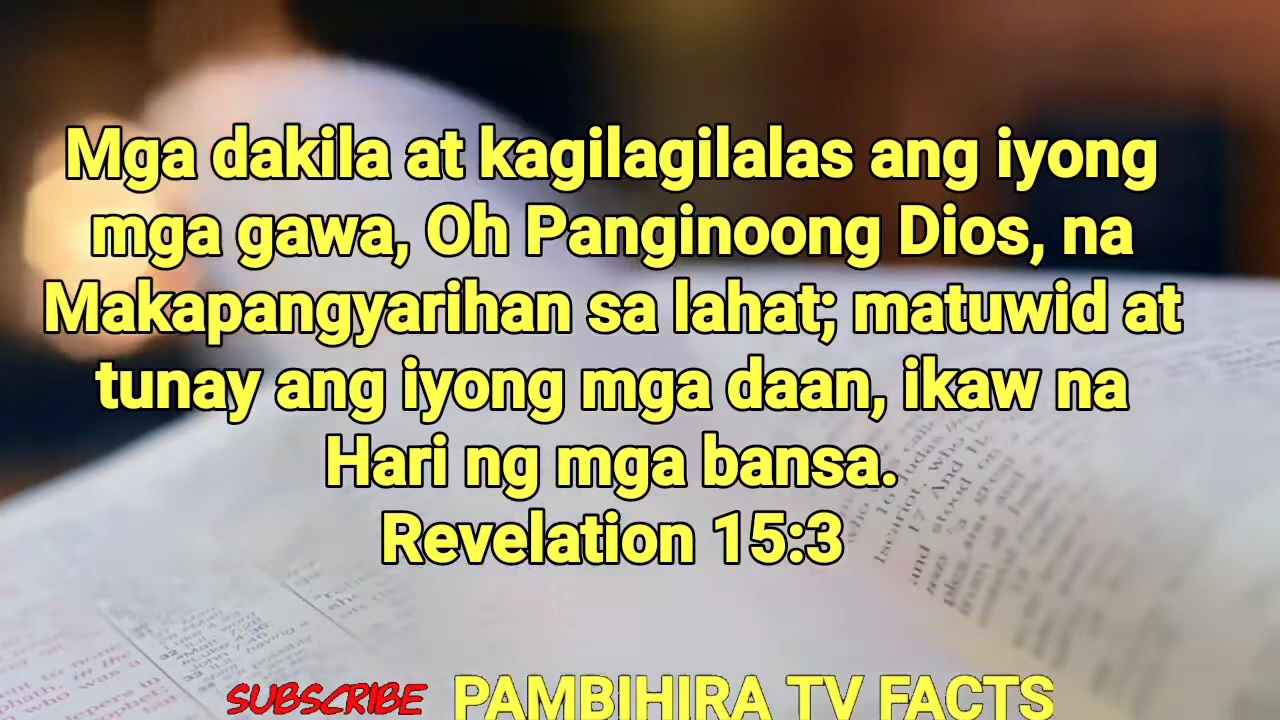 Mga dakila at kagilagilalas ang iyong
mga gawa, Oh Panginoong Dios, na
Makapangyarihan sa lahat; matuwid at
tunay ang iyong mga daan, ikaw na
Hari ng mga bansa.
Revelation 15:3
SUBSCRIBE PAMBIHIRA TV FACTS